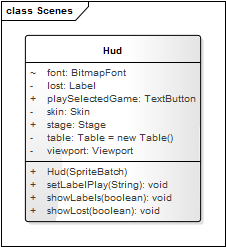 class Scenes
Hud
~ font: BitmapFont
- lost: Label
+ playSelectedGame: TextButton
- skin: Skin
+ stage: Stage
- table: Table = new Table()
- viewport: Viewport
+ Hud(SpriteBatch)
+ setLabelPlay(String): void
+ showLabels(boolean): void
+ showLost(boolean): void